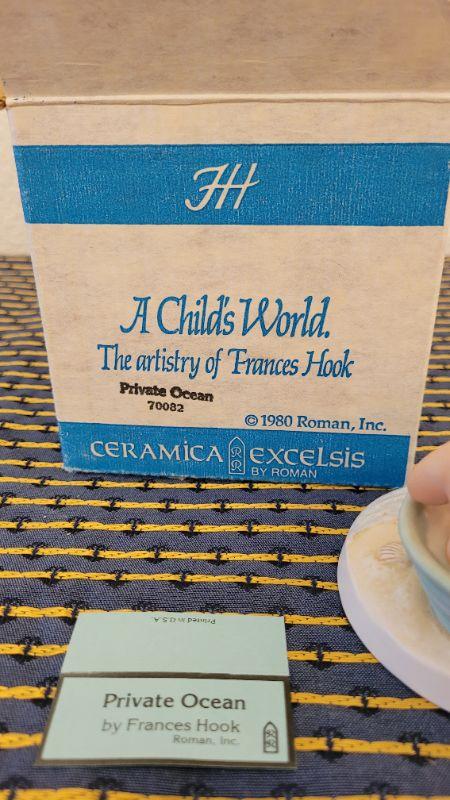 FH
A Child's World.
The artistry of Frances Hook
Private Ocean
70082
© 1980 Roman, Inc.
CERAMICA EXCELSIS
BY ROMAN
Printed in U.S.A.
Private Ocean
by Frances Hook
Roman, Inc.